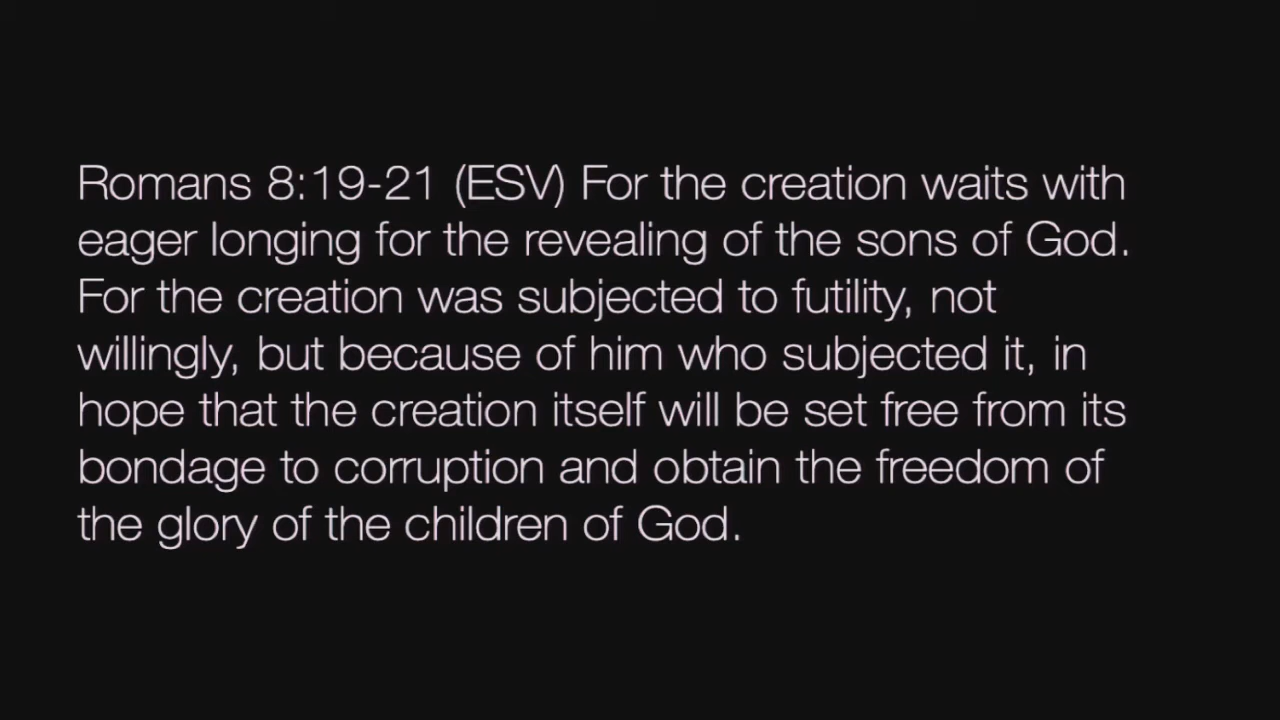 Romans 8:19-21 (ESV) For the creation waits with
eager longing for the revealing of the sons of God.
For the creation was subjected to futility, not
willingly, but because of him who subjected it, in
hope that the creation itself will be set free from its
bondage to corruption and obtain the freedom of
the glory of the children of God.